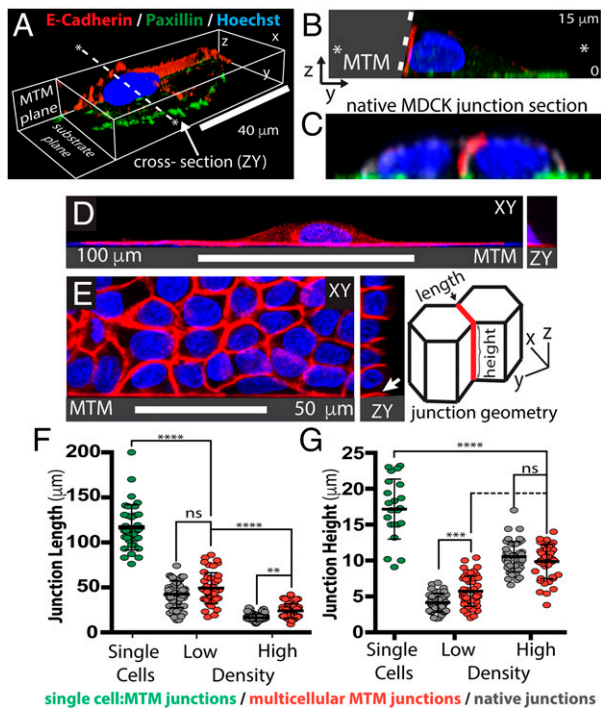 A
E-Cadherin / Paxillin / Hoechst
z
x
y
MTM plane
substrate plane
*
*
40 μm
cross- section (ZY)
B
15 μm
*
MTM
*
0
z
y
native MDCK junction section
C
D
XY
100 μm
MTM
ZY
E
XY
MTM
50 μm
ZY
length
height
x
z
y
junction geometry
F
Junction Length (μm)
200
150
100
50
0
****
ns
****
**
Single Cells
Low
High
Density
G
Junction Height (μm)
25
20
15
10
5
0
****
ns
***
Single Cells
Low
High
Density
single cell:MTM junctions / multicellular MTM junctions / native junctions